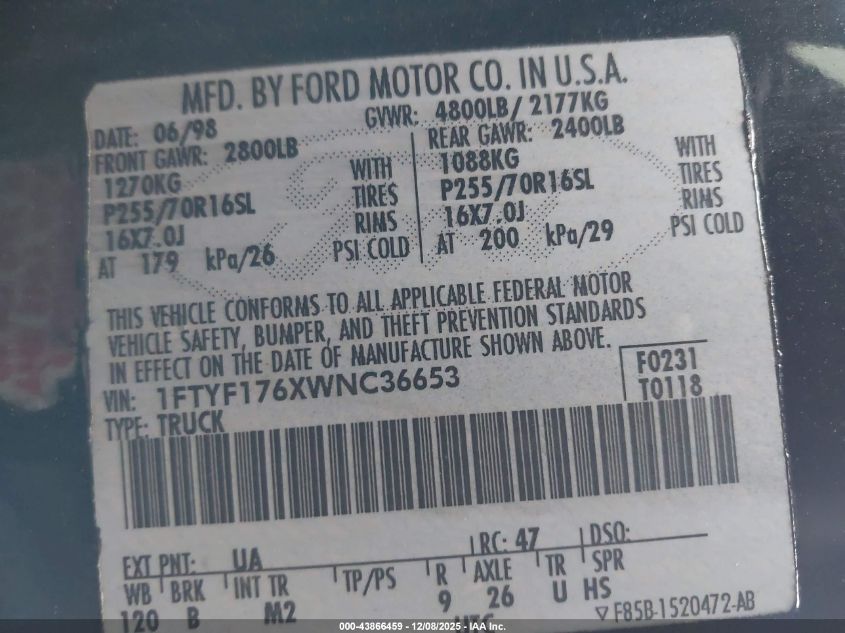 MFD. BY FORD MOTOR CO. IN U.S.A.
DATE: 06/98 GVWR: 4800LB/ 2177KG
FRONT GAWR: 2800LB REAR GAWR: 2400LB
1270KG WITH 1088KG WITH
P255/70R16SL TIRES P255/70R16SL TIRES
16X7.0J RIMS 16X7.0J RIMS
AT 179 kPa/26 PSI COLD AT 200 kPa/29 PSI COLD
THIS VEHICLE CONFORMS TO ALL APPLICABLE FEDERAL MOTOR
VEHICLE SAFETY, BUMPER, AND THEFT PREVENTION STANDARDS
IN EFFECT ON THE DATE OF MANUFACTURE SHOWN ABOVE.
VIN: 1FTYF176XWNC36653 F0231
TYPE: TRUCK T0118
EXT PNT: UA RC: 47 DSO:
WB BRK INT TR TP/PS R AXLE TR SPR
120 B M2 9 26 U HS
▽F85B-1520472-AB
000-43866459 - 12/08/2025 - IAA Inc.